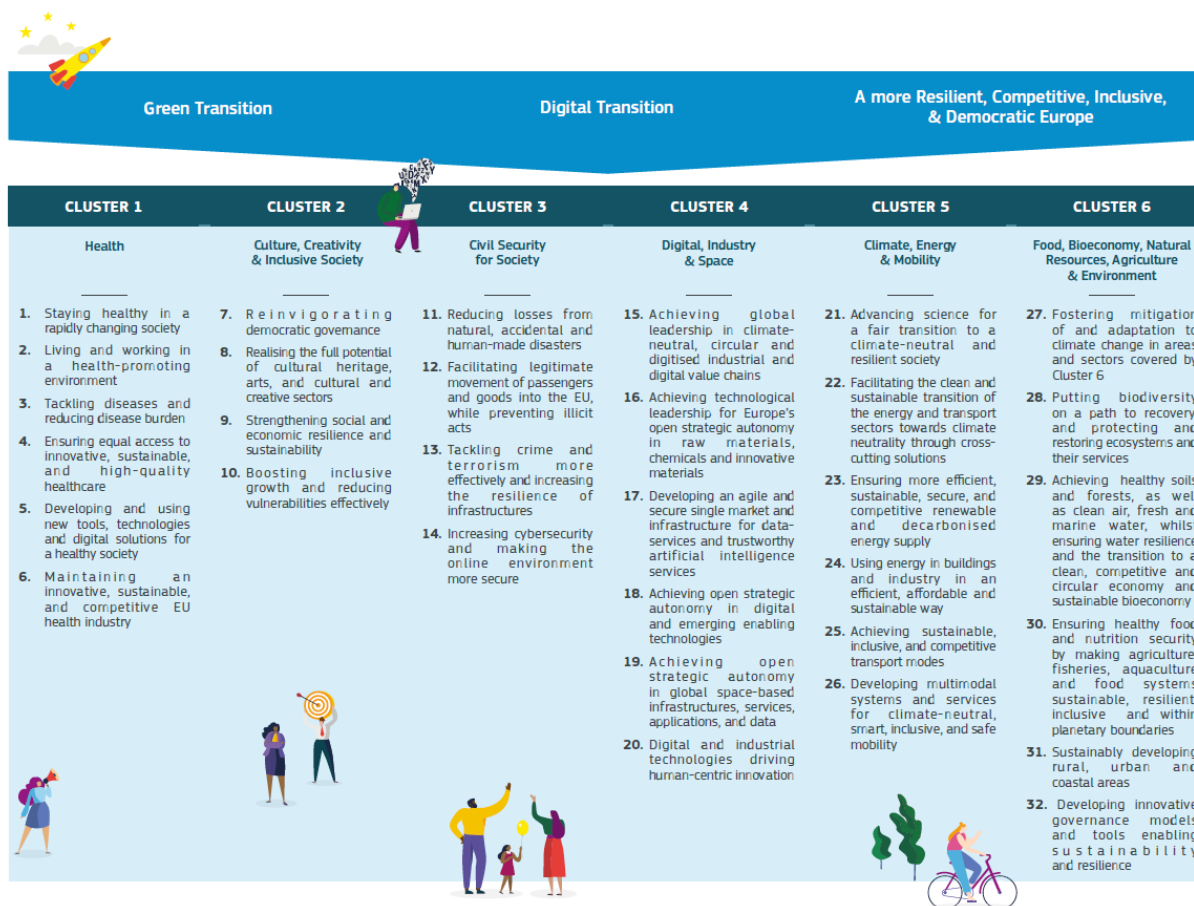 Green Transition
Digital Transition
A more Resilient, Competitive, Inclusive,
& Democratic Europe
CLUSTER 1
Health
1. Staying healthy in a
rapidly changing society
2. Living and working in
a health-promoting
environment
3. Tackling diseases and
reducing disease burden
4. Ensuring equal access to
innovative, sustainable,
and high-quality
healthcare
5. Developing and using
new tools, technologies
and digital solutions for
a healthy society
6. Maintaining an
innovative, sustainable,
and competitive EU
health industry
CLUSTER 2
Culture, Creativity
& Inclusive Society
7. Reinvigorating
democratic governance
8. Realising the full potential
of cultural heritage,
arts, and cultural and
creative sectors
9. Strengthening social and
economic resilience and
sustainability
10. Boosting inclusive
growth and reducing
vulnerabilities effectively
CLUSTER 3
Civil Security
for Society
11. Reducing losses from
natural, accidental and
human-made disasters
12. Facilitating legitimate
movement of passengers
and goods into the EU,
while preventing illicit
acts
13. Tackling crime and
terrorism more
effectively and increasing
the resilience of
infrastructures
14. Increasing cybersecurity
and making the
online environment
more secure
CLUSTER 4
Digital, Industry
& Space
15. Achieving global
leadership in climate-
neutral, circular and
digitised industrial and
digital value chains
16. Achieving technological
leadership for Europe's
open strategic autonomy
in raw materials,
chemicals and innovative
materials
17. Developing an agile and
secure single market and
infrastructure for data-
services and trustworthy
artificial intelligence
services
18. Achieving open strategic
autonomy in digital
and emerging enabling
technologies
19. Achieving open
strategic autonomy
in global space-based
infrastructures, services,
applications, and data
20. Digital and industrial
technologies driving
human-centric innovation
CLUSTER 5
Climate, Energy
& Mobility
21. Advancing science for
a fair transition to a
climate-neutral and
resilient society
22. Facilitating the clean and
sustainable transition of
the energy and transport
sectors towards climate
neutrality through cross-
cutting solutions
23. Ensuring more efficient,
sustainable, secure, and
competitive renewable
and decarbonised
energy supply
24. Using energy in buildings
and industry in an
efficient, affordable and
sustainable way
25. Achieving sustainable,
inclusive, and competitive
transport modes
26. Developing multimodal
systems and services
for climate-neutral,
smart, inclusive, and safe
mobility
CLUSTER 6
Food, Bioeconomy, Natural
Resources, Agriculture
& Environment
27. Fostering mitigation
of and adaptation to
climate change in areas
and sectors covered by
Cluster 6
28. Putting biodiversity
on a path to recovery
and protecting and
restoring ecosystems and
their services
29. Achieving healthy soils
and forests, as well
as clean air, fresh and
marine water, whilst
ensuring water resilience
and the transition to a
clean, competitive and
circular economy and
sustainable bioeconomy
30. Ensuring healthy food
and nutrition security
by making agriculture,
fisheries, aquaculture
and food systems
sustainable, resilient
inclusive and within
planetary boundaries
31. Sustainably developing
rural, urban and
coastal areas
32. Developing innovative
governance models
and tools enabling
sustainability
and resilience